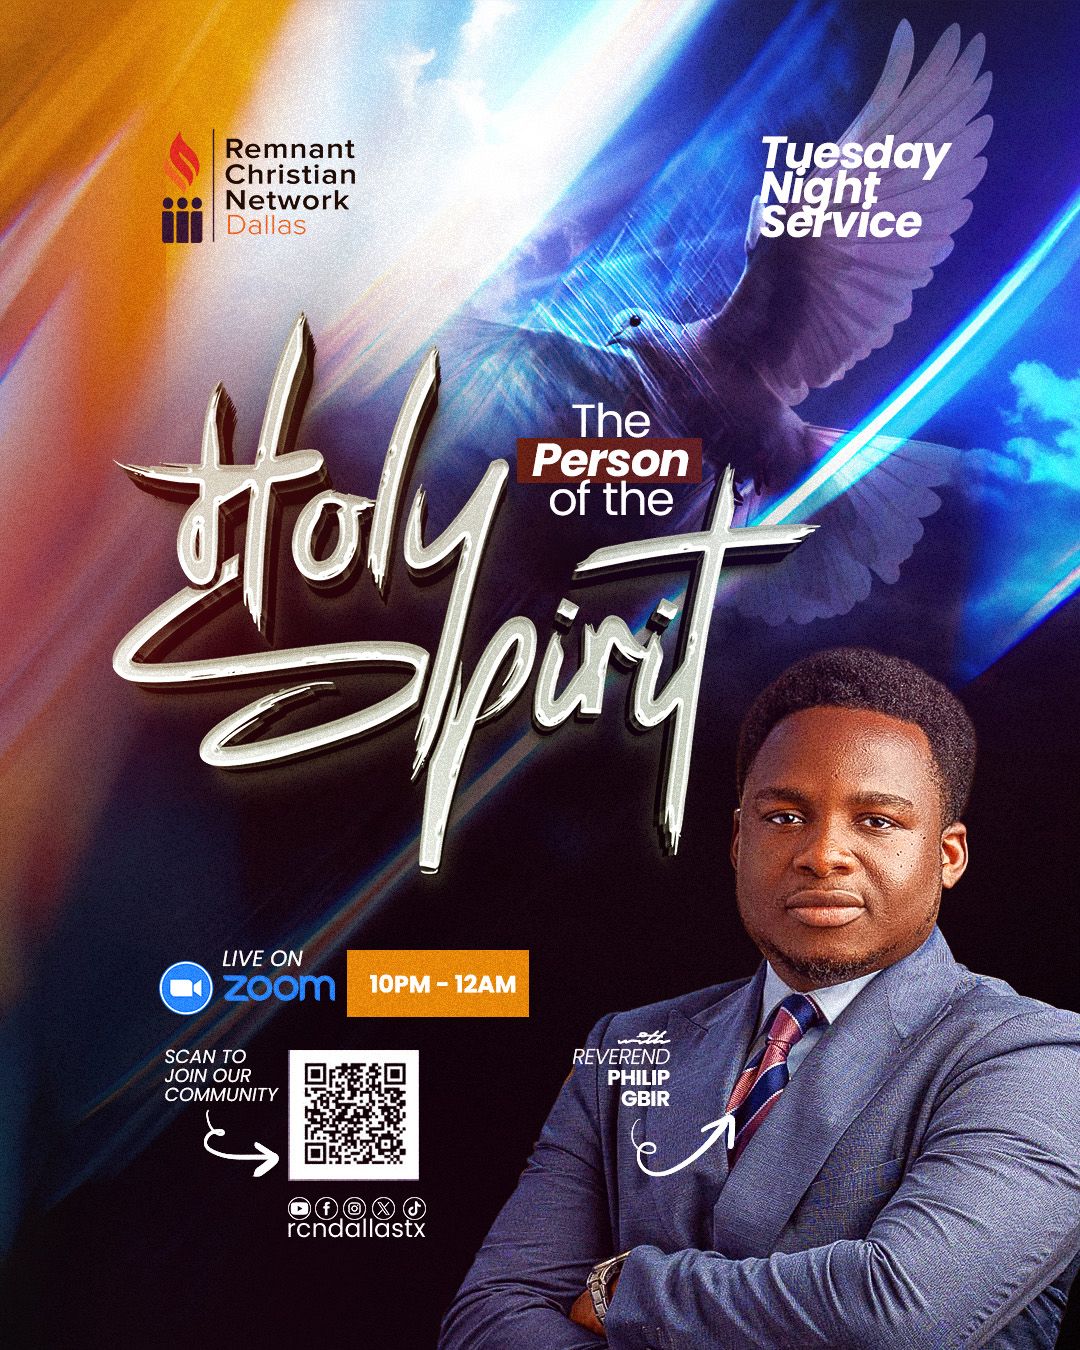 Remnant
Christian
Network
Dallas
Tuesday
Night
Service
The
Person
of the
Holy
Spirit
LIVE ON
zoom
10PM - 12AM
SCAN TO
JOIN OUR
COMMUNITY
with
REVEREND
PHILIP
GBIR
rcndallastx